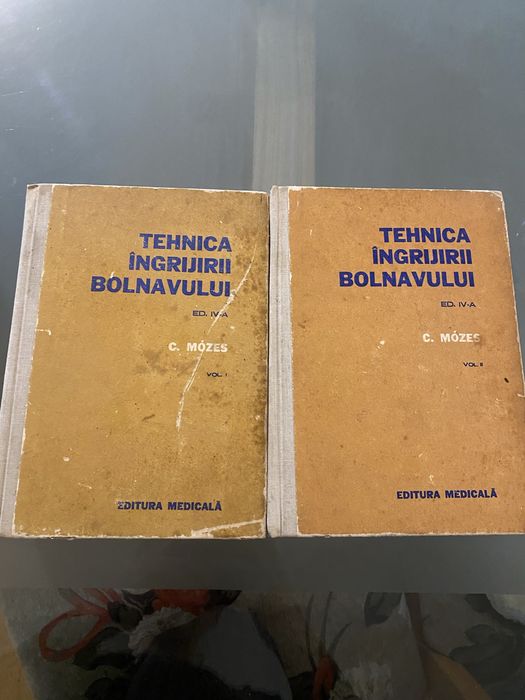 TEHNICA
ÎNGRIJIRII
BOLNAVULUI
ED. IV-A
C. MÓZES
VOL. I
EDITURA MEDICALĂ
TEHNICA
ÎNGRIJIRII
BOLNAVULUI
ED. IV-A
C. MÓZES
VOL. II
EDITURA MEDICALĂ